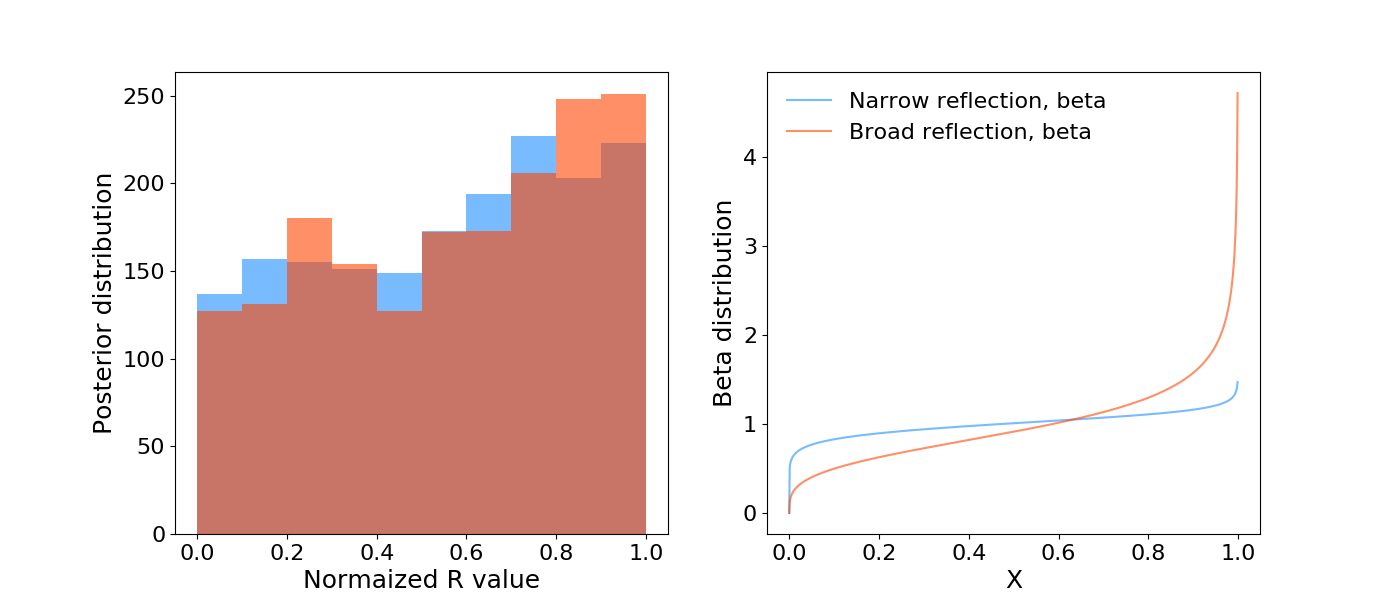 Posterior distribution
250
200
150
100
50
0
0.0 0.2 0.4 0.6 0.8 1.0
Normaized R value
Beta distribution
Narrow reflection, beta
Broad reflection, beta
4
3
2
1
0
0.0 0.2 0.4 0.6 0.8 1.0
X